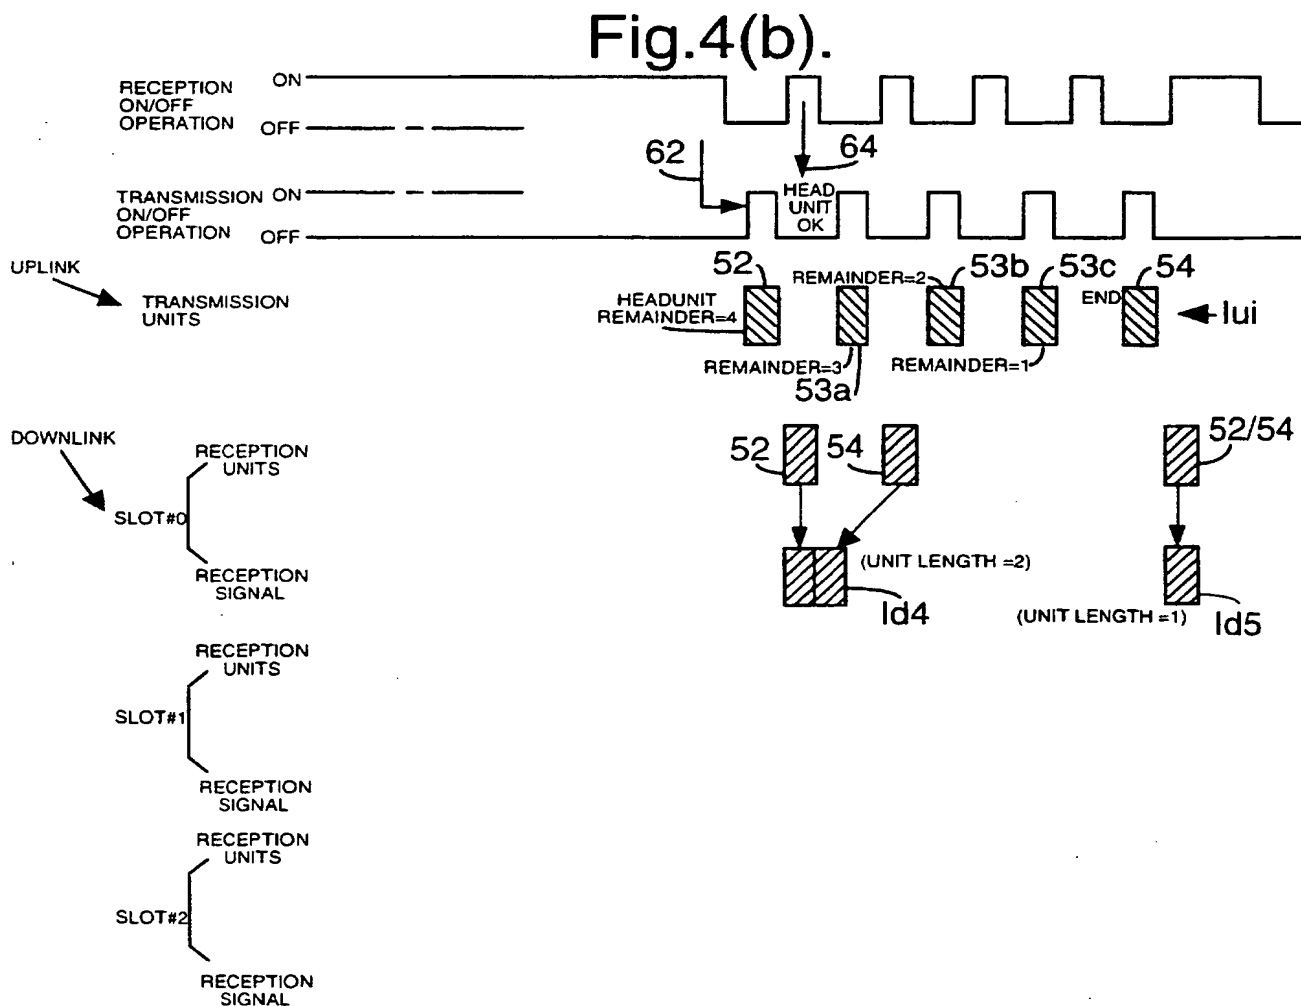 Fig.4(b).
RECEPTION
ON/OFF
OPERATION
ON
OFF
62
64
HEAD
UNIT
OK
TRANSMISSION
ON/OFF
OPERATION
ON
OFF
UPLINK
TRANSMISSION
UNITS
52
REMAINDER=2
53b
53c
54
HEADUNIT
REMAINDER=4
END
Iui
REMAINDER=3
REMAINDER=1
53a
DOWNLINK
RECEPTION
UNITS
52
54
52/54
SLOT#0
RECEPTION
SIGNAL
(UNIT LENGTH =2)
Id4
(UNIT LENGTH =1)
Id5
RECEPTION
UNITS
SLOT#1
RECEPTION
SIGNAL
RECEPTION
UNITS
SLOT#2
RECEPTION
SIGNAL